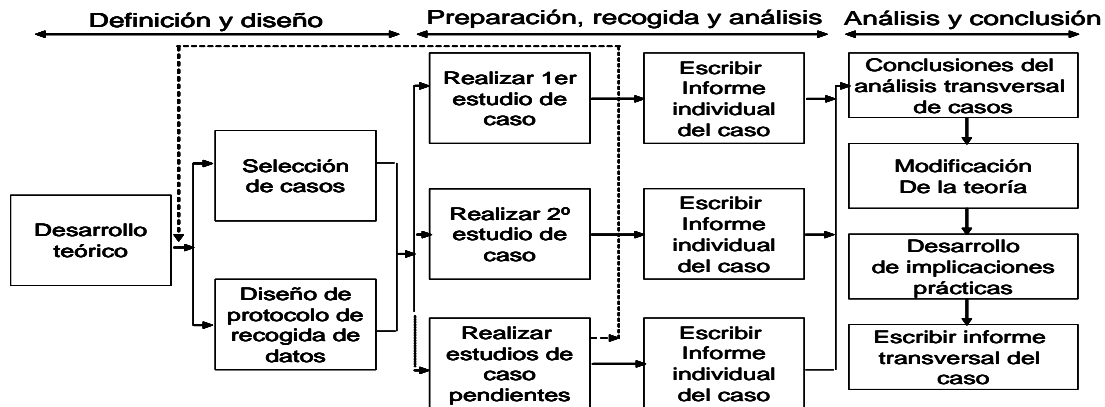 Definición y diseño
Preparación, recogida y análisis
Análisis y conclusión
Desarrollo
teórico
Selección
de casos
Diseño de
protocolo de
recogida de
datos
Realizar 1er
estudio de
caso
Realizar 2º
estudio de
caso
Realizar
estudios de
caso
pendientes
Escribir
Informe
individual
del caso
Escribir
Informe
individual
del caso
Escribir
Informe
individual
del caso
Conclusiones del
análisis transversal
de casos
Modificación
De la teoría
Desarrollo
de implicaciones
prácticas
Escribir informe
transversal del
caso